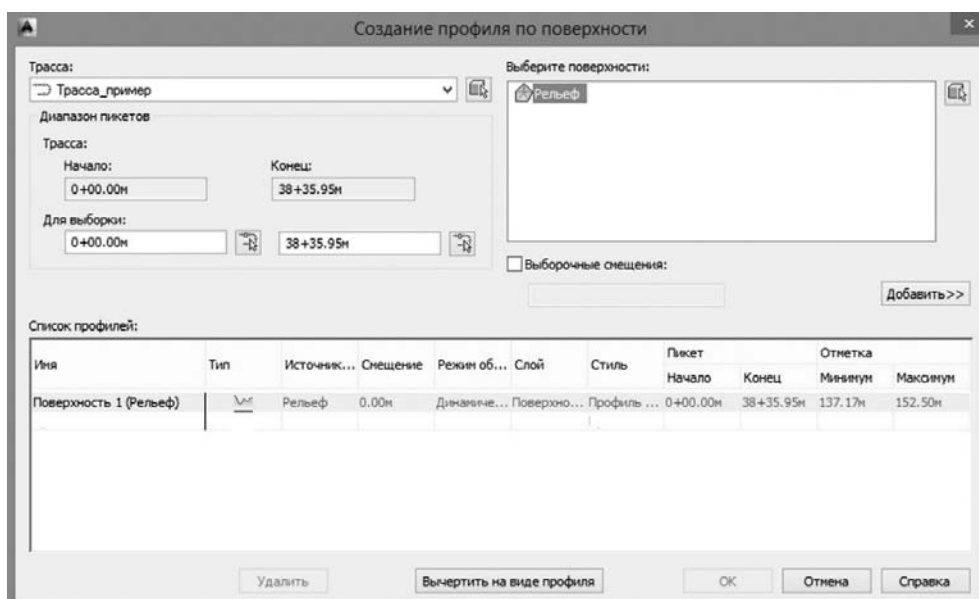 Создание профиля по поверхности
Трасса:
Трасса_пример
Диапазон пикетов
Трасса:
Начало:
Конец:
0+00.00м
38+35.95м
Для выборки:
0+00.00м
38+35.95м
Выберите поверхности:
Рельеф
Выборочные смещения:
Добавить>>
Список профилей:
Имя Тип Источник... Смещение Режим об... Слой Стиль Пикет Отметка
Начало Конец Минимум Максимум
Поверхность 1 (Рельеф) Рельеф 0.00м Динамиче... Поверхно... Профиль ... 0+00.00м 38+35.95м 137.17м 152.50м
Удалить Вычертить на виде профиля ОК Отмена Справка